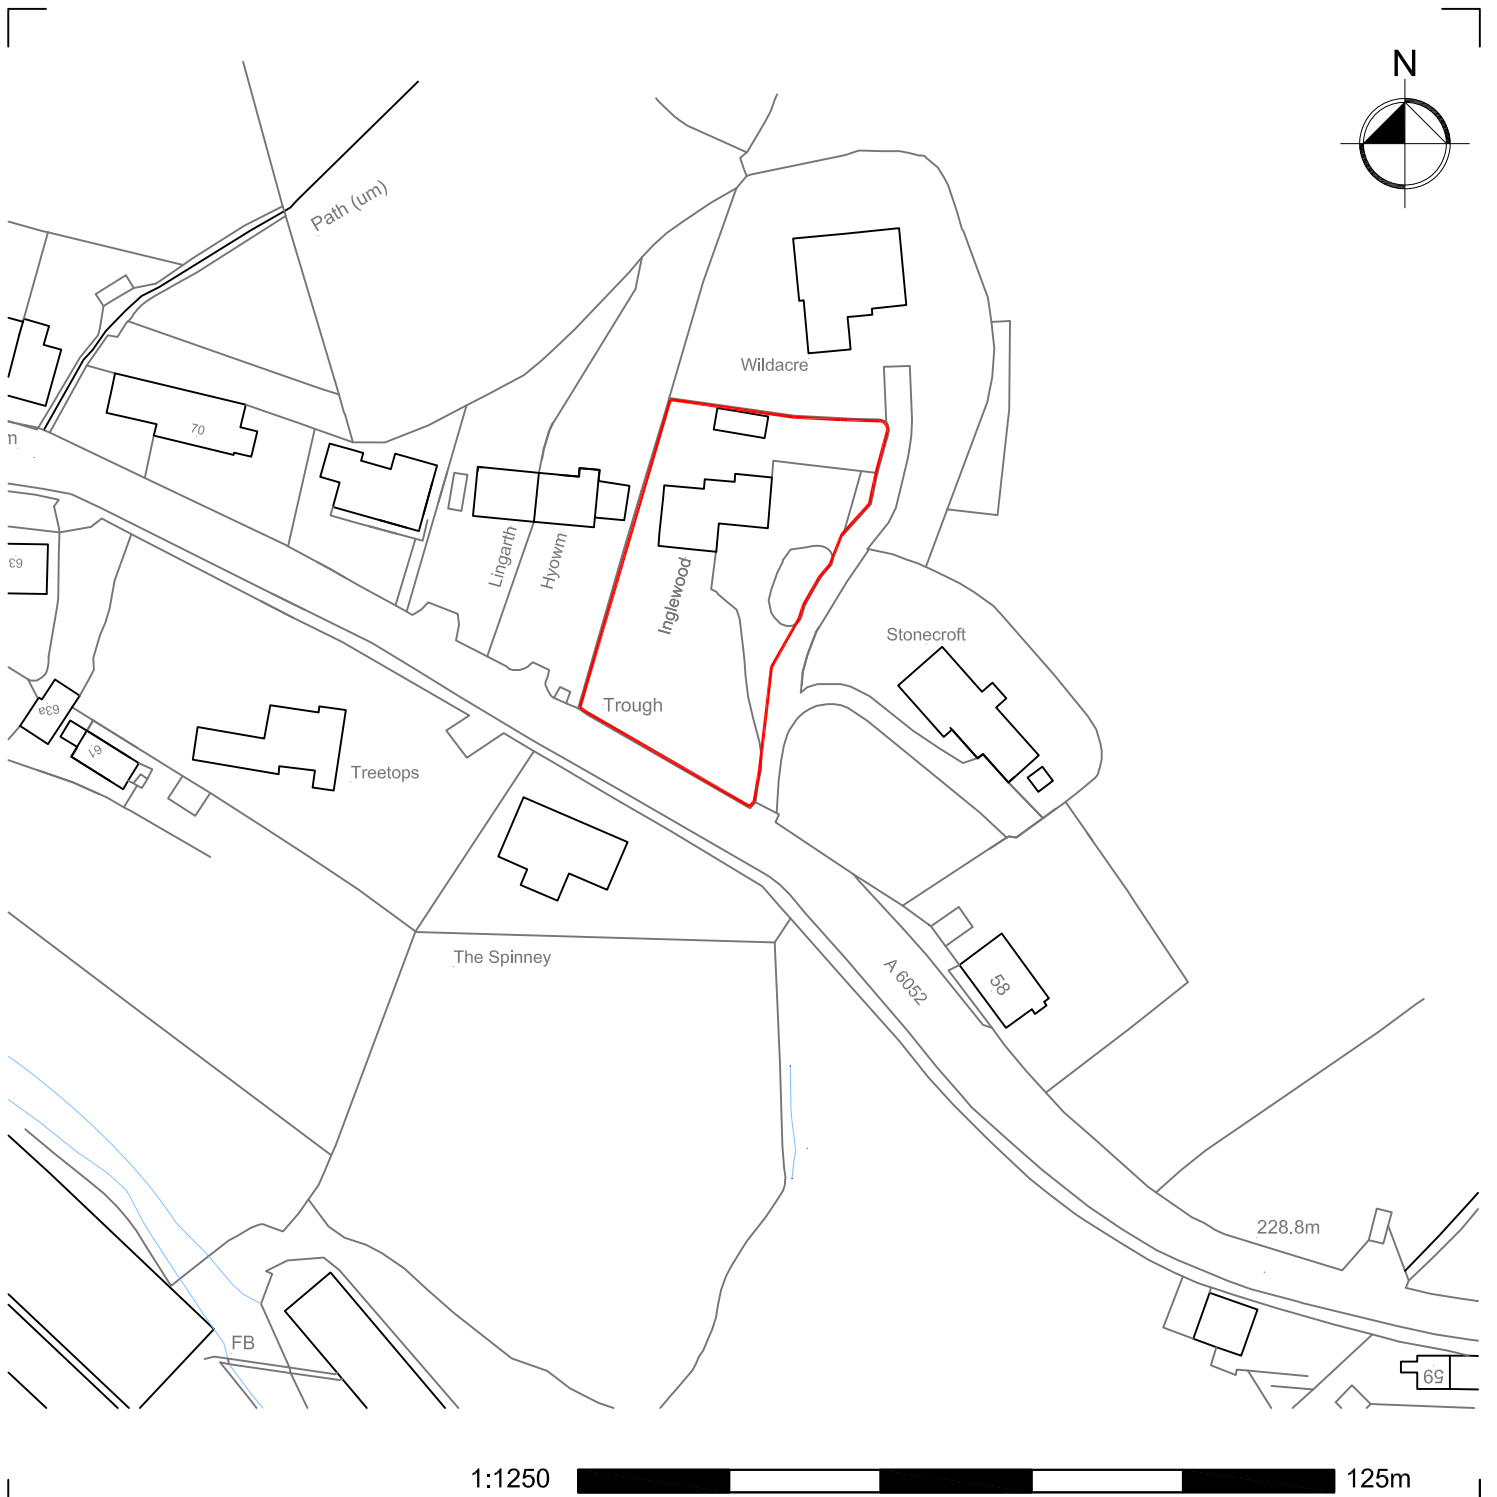 N
Path (um)
Wildacre
70
m
Lingarth
Hyowm
Inglewood
63
Stonecroft
63a
Trough
61
Treetops
The Spinney
A 6052
58
228.8m
FB
59
1:1250
125m